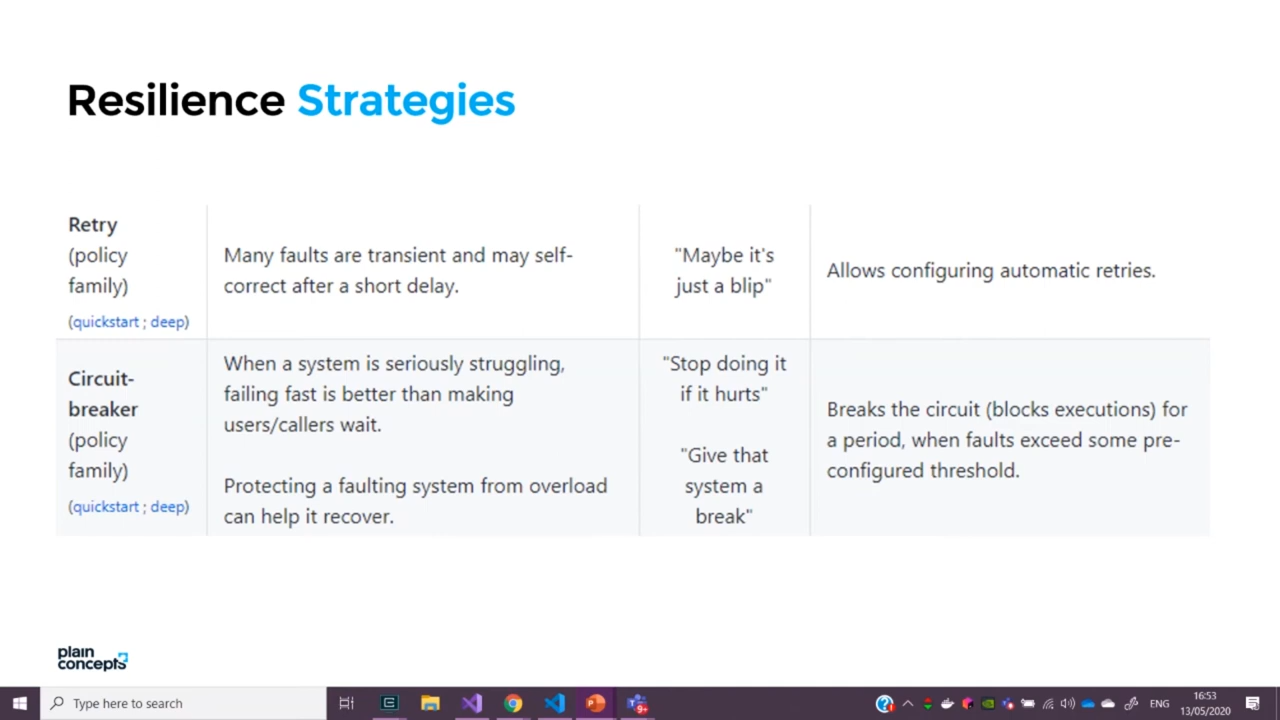 Resilience Strategies
Retry
(policy
family)
(quickstart ; deep)
Many faults are transient and may self-
correct after a short delay.
"Maybe it's
just a blip"
Allows configuring automatic retries.
Circuit-
breaker
(policy
family)
(quickstart ; deep)
When a system is seriously struggling,
failing fast is better than making
users/callers wait.
Protecting a faulting system from overload
can help it recover.
"Stop doing it
if it hurts"
"Give that
system a
break"
Breaks the circuit (blocks executions) for
a period, when faults exceed some pre-
configured threshold.
plain
concepts
Type here to search
9+
ENG
16:53
13/05/2020